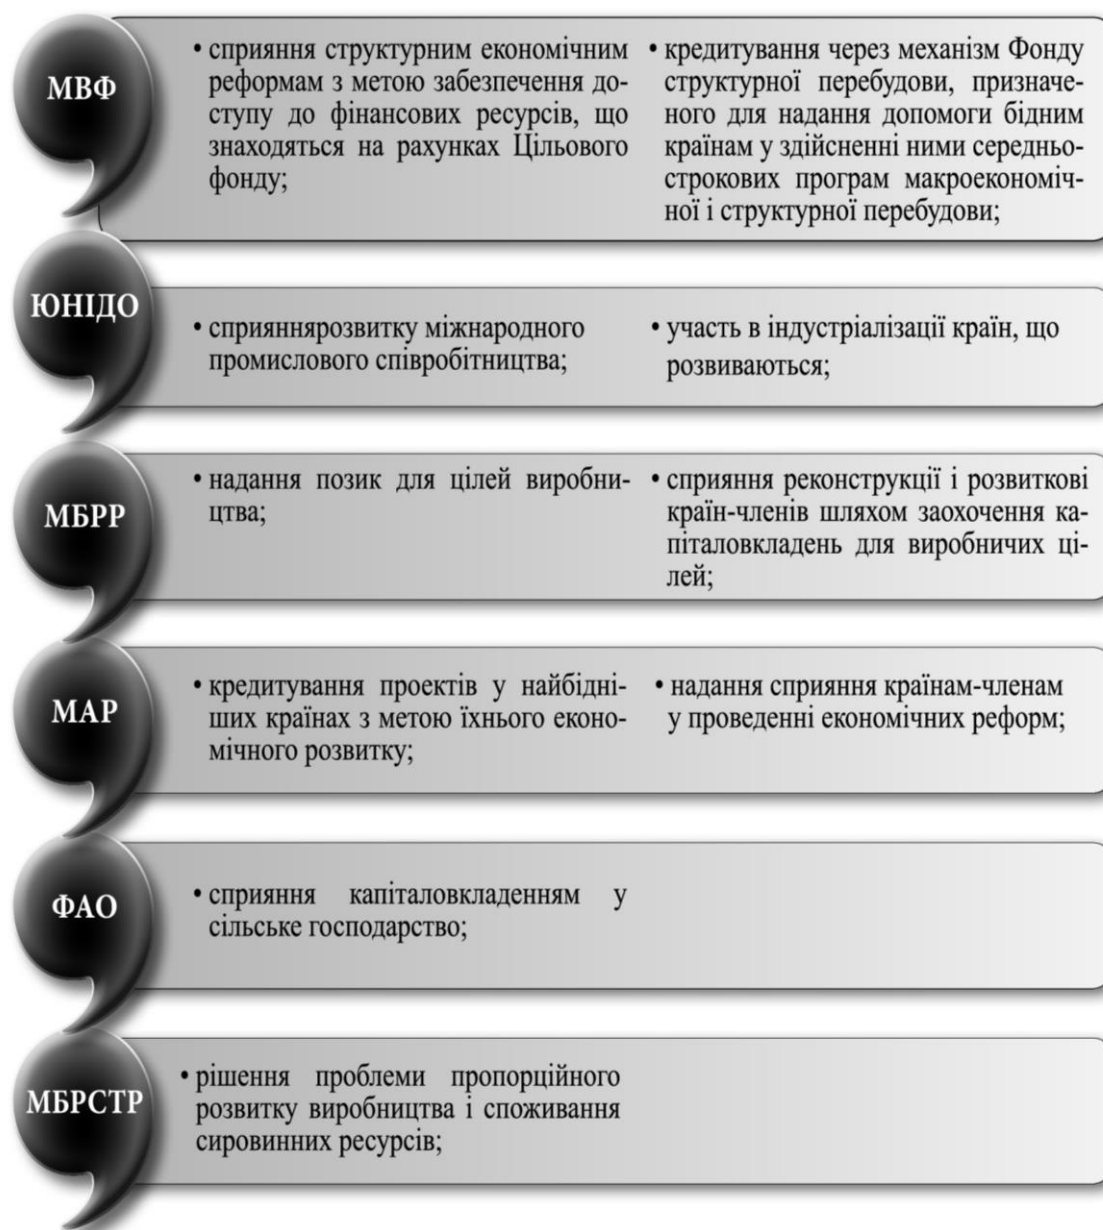 МВФ
• сприяння структурним економічним
реформам з метою забезпечення до-
ступу до фінансових ресурсів, що
знаходяться на рахунках Цільового
фонду;
• кредитування через механізм Фонду
структурної перебудови, призначе-
ного для надання допомоги бідним
країнам у здійсненні ними середньо-
строкових програм макроекономіч-
ної і структурної перебудови;
ЮНІДО
• сприяннярозвитку міжнародного
промислового співробітництва;
• участь в індустріалізації країн, що
розвиваються;
МБРР
• надання позик для цілей виробни-
цтва;
• сприяння реконструкції і розвиткові
країн-членів шляхом заохочення ка-
піталовкладень для виробничих ці-
лей;
МАР
• кредитування проектів у найбідні-
ших країнах з метою їхнього еконо-
мічного розвитку;
• надання сприяння країнам-членам
у проведенні економічних реформ;
ФАО
• сприяння капіталовкладенням у
сільське господарство;
МБРСТР
• рішення проблеми пропорційного
розвитку виробництва і споживання
сировинних ресурсів;